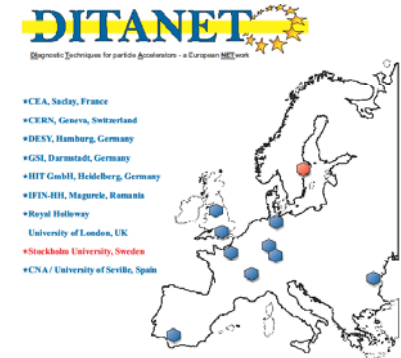 DITANET
DIagnostic Techniques for particle Accelerators - a European NETwork
*CEA, Saclay, France
*CERN, Geneva, Switzerland
*DESY, Hamburg, Germany
*GSI, Darmstadt, Germany
*HIT GmbH, Heidelberg, Germany
*IFIN-HH, Magurele, Romania
*Royal Holloway
University of London, UK
*Stockholm University, Sweden
*CNA / University of Seville, Spain